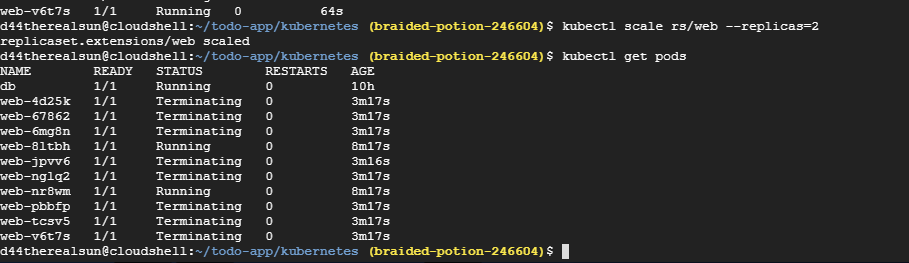 web-v6t7s 1/1 Running 0 64s
d44therealsun@cloudshell:~/todo-app/kubernetes (braided-potion-246604)$ kubectl scale rs/web --replicas=2
replicaset.extensions/web scaled
d44therealsun@cloudshell:~/todo-app/kubernetes (braided-potion-246604)$ kubectl get pods
NAME READY STATUS RESTARTS AGE
db 1/1 Running 0 10h
web-4d25k 1/1 Terminating 0 3m17s
web-67862 1/1 Terminating 0 3m17s
web-6mg8n 1/1 Terminating 0 3m17s
web-8ltbh 1/1 Running 0 8m17s
web-jpvv6 1/1 Terminating 0 3m16s
web-nglq2 1/1 Terminating 0 3m17s
web-nr8wm 1/1 Running 0 8m17s
web-pbbfp 1/1 Terminating 0 3m17s
web-tcsv5 1/1 Terminating 0 3m17s
web-v6t7s 1/1 Terminating 0 3m17s
d44therealsun@cloudshell:~/todo-app/kubernetes (braided-potion-246604)$